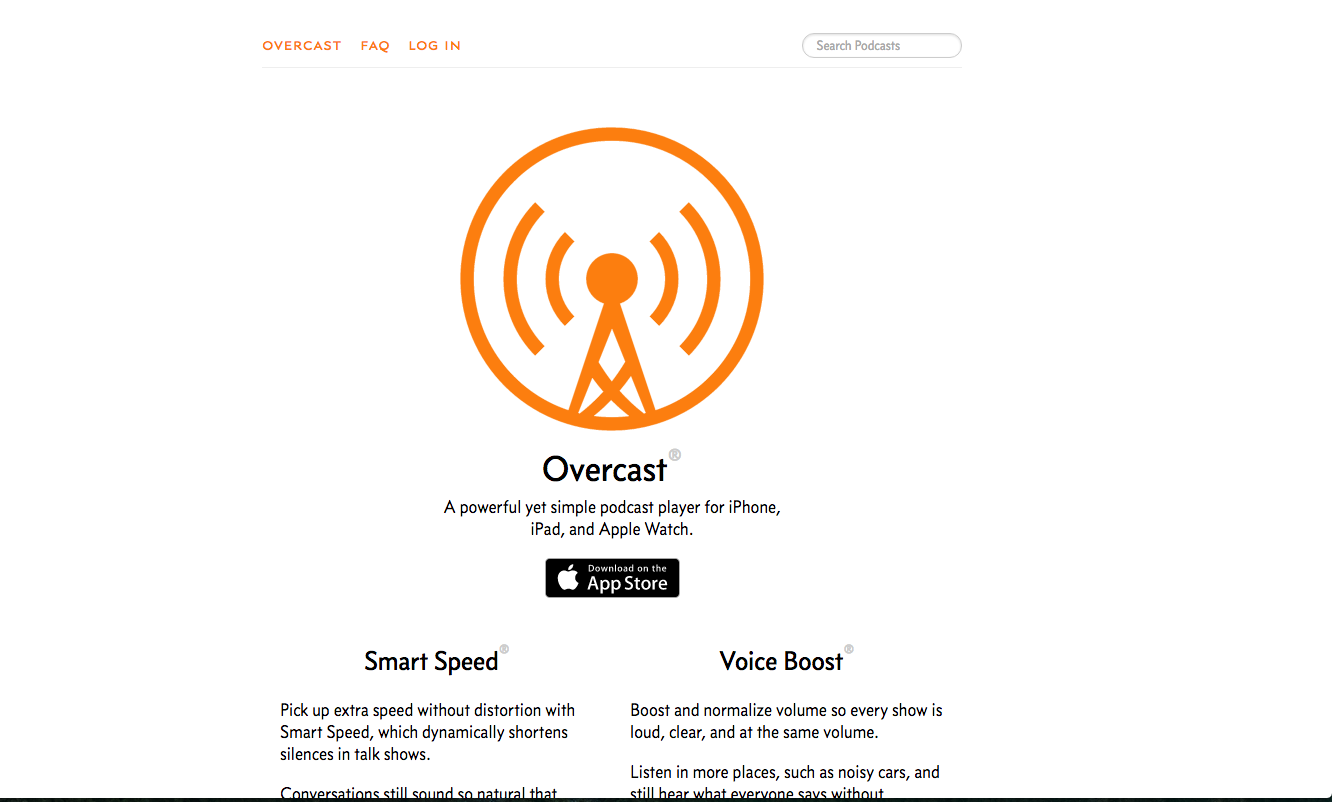 OVERCAST FAQ LOG IN
Search Podcasts
Overcast®
A powerful yet simple podcast player for iPhone,
iPad, and Apple Watch.
Download on the
App Store
Smart Speed®
Pick up extra speed without distortion with
Smart Speed, which dynamically shortens
silences in talk shows.
Conversations still sound so natural that
Voice Boost®
Boost and normalize volume so every show is
loud, clear, and at the same volume.
Listen in more places, such as noisy cars, and
still hear what everyone says without